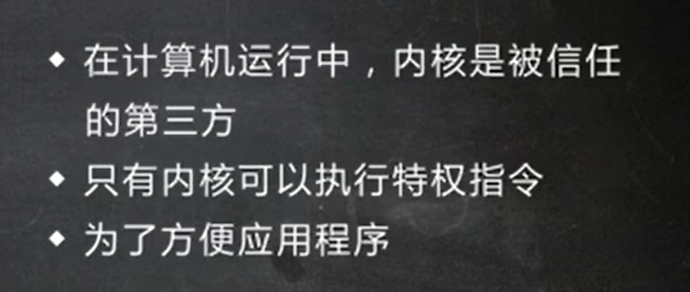 ◆ 在计算机运行中，内核是被信任
的第三方
◆ 只有内核可以执行特权指令
◆ 为了方便应用程序